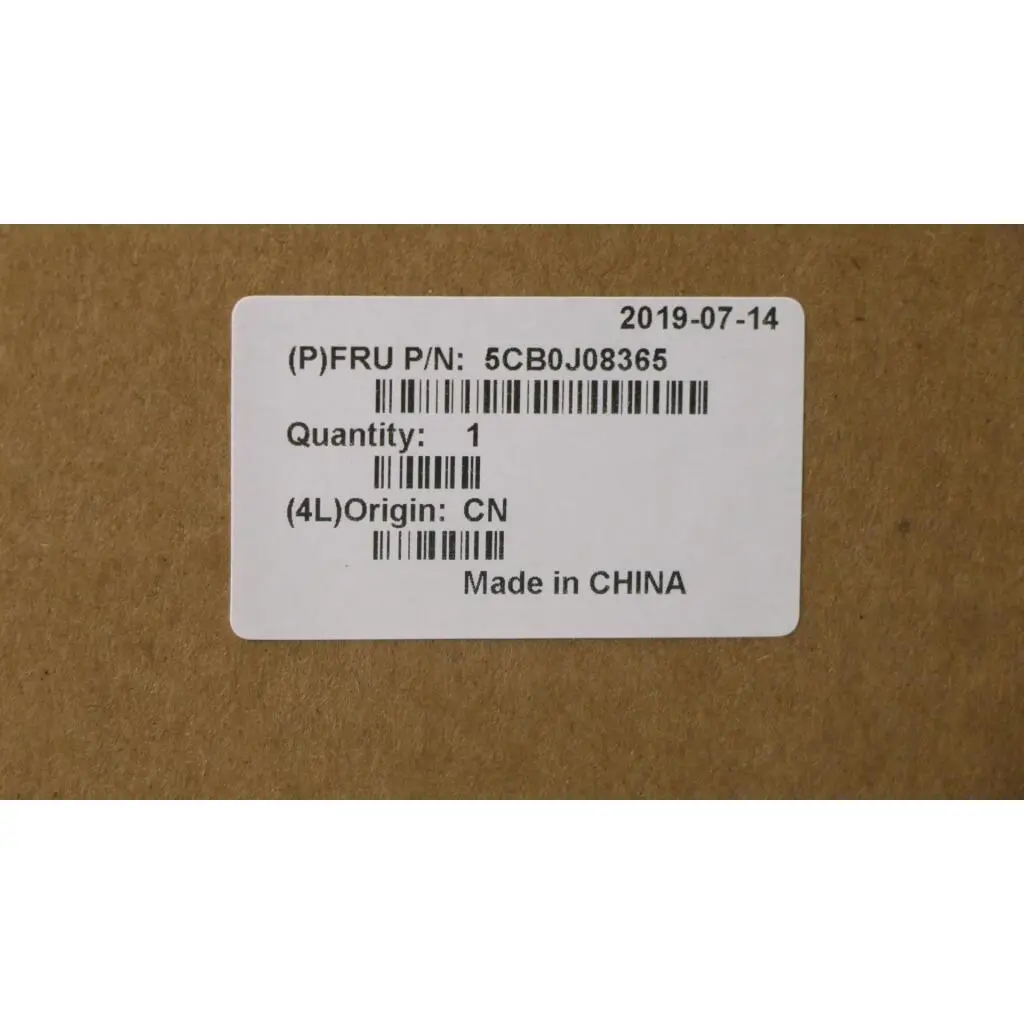 2019-07-14
(P)FRU P/N: 5CB0J08365
Quantity: 1
(4L)Origin: CN
Made in CHINA